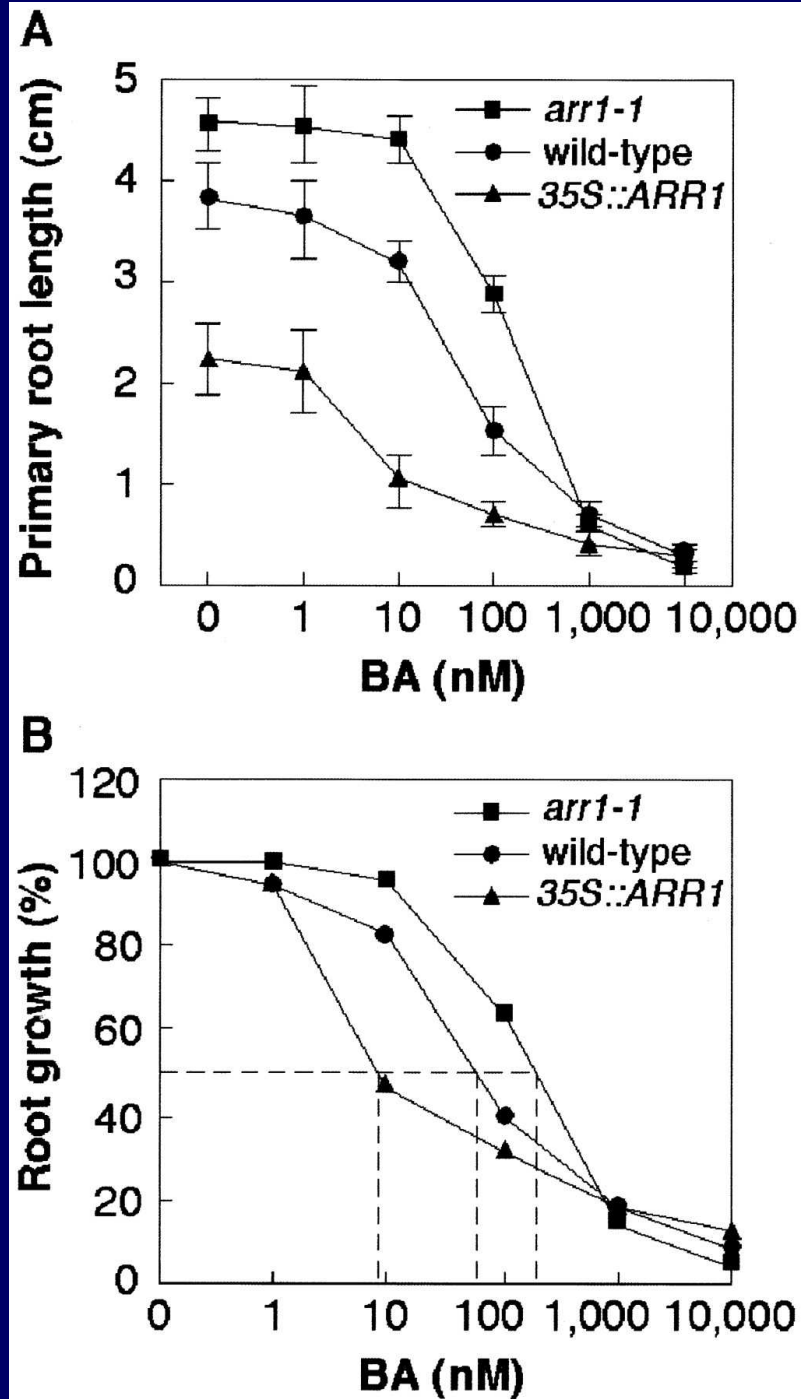 A
Primary root length (cm)
5
4
3
2
1
0
arr1-1
wild-type
35S::ARR1
0 1 10 100 1,000 10,000
BA (nM)
B
Root growth (%)
120
100
80
60
40
20
0
arr1-1
wild-type
35S::ARR1
0 1 10 100 1,000 10,000
BA (nM)